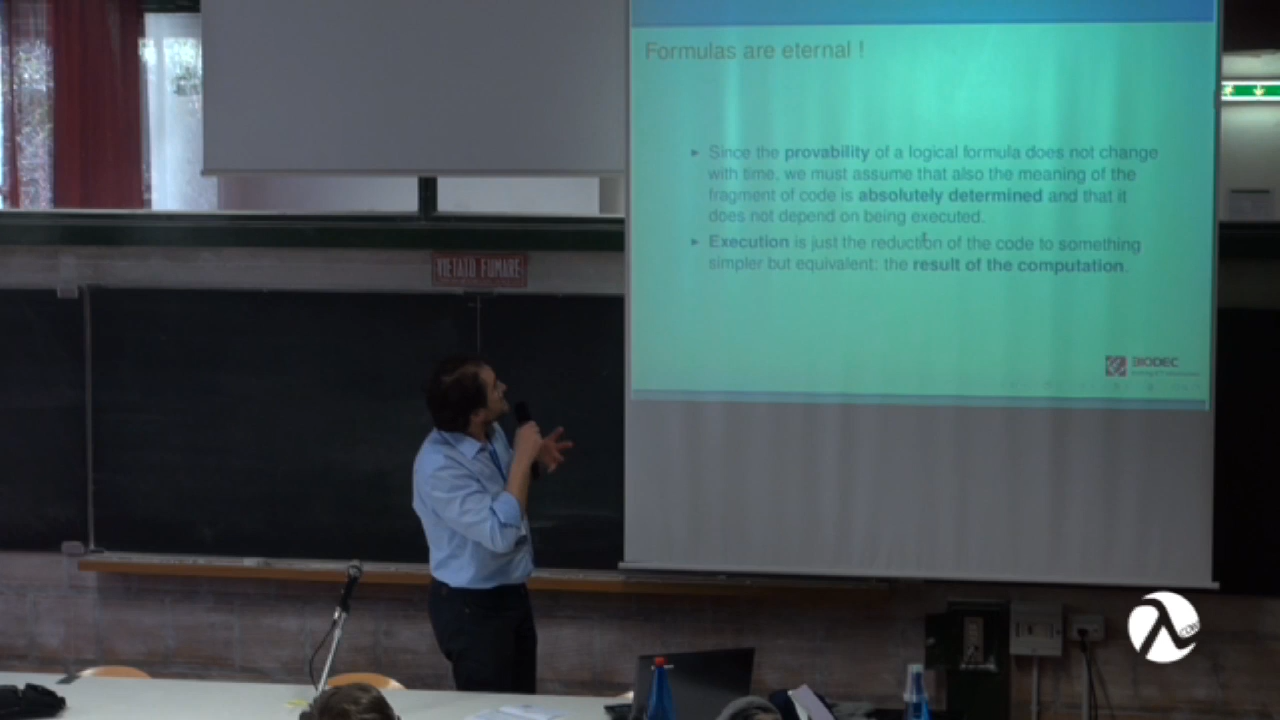 Formulas are eternal !
► Since the provability of a logical formula does not change
with time, we must assume that also the meaning of the
fragment of code is absolutely determined and that it
does not depend on being executed.
► Execution is just the reduction of the code to something
simpler but equivalent: the result of the computation.
VIETATO FUMARE
BIODEC
λ
CON